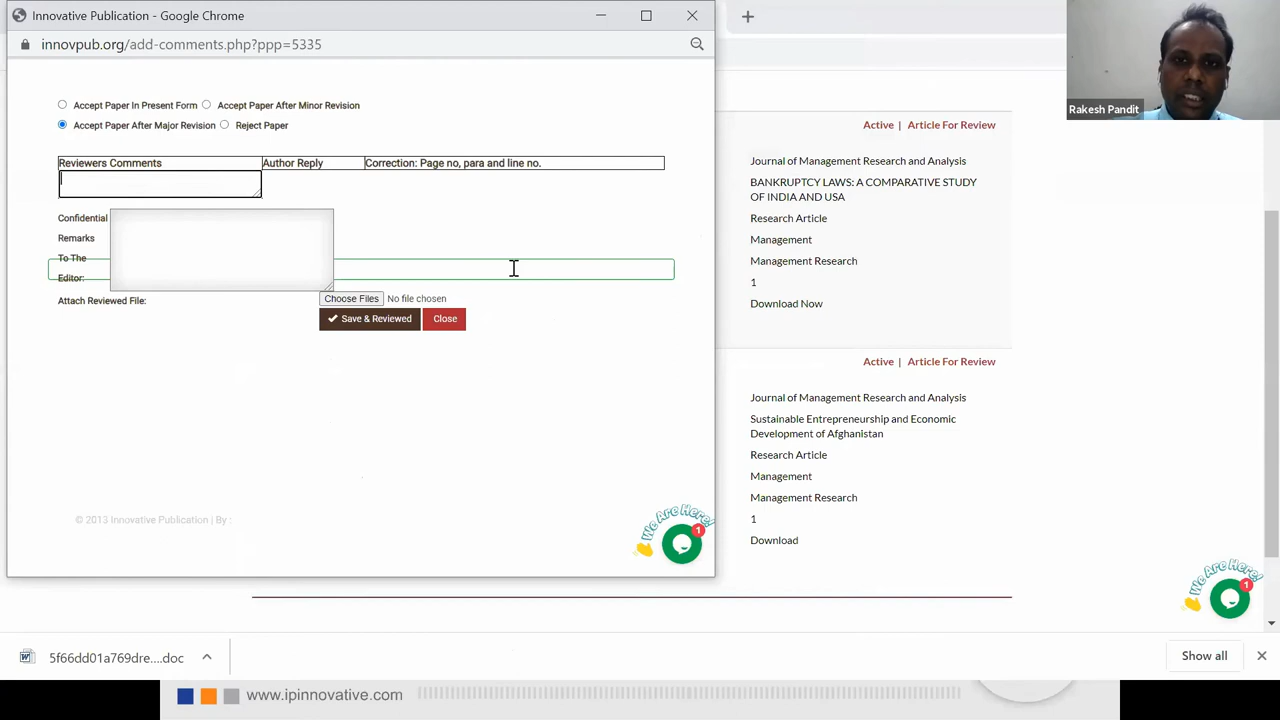 Innovative Publication - Google Chrome
innovpub.org/add-comments.php?ppp=5335
Accept Paper In Present Form Accept Paper After Minor Revision
Accept Paper After Major Revision Reject Paper
Reviewers Comments Author Reply Correction: Page no, para and line no.
Confidential
Remarks
To The
Editor:
Attach Reviewed File: Choose Files No file chosen
Save & Reviewed Close
© 2013 Innovative Publication | By :
We Are Here!
1
Rakesh Pandit
Active | Article For Review
Journal of Management Research and Analysis
BANKRUPTCY LAWS: A COMPARATIVE STUDY
OF INDIA AND USA
Research Article
Management
Management Research
1
Download Now
Active | Article For Review
Journal of Management Research and Analysis
Sustainable Entrepreneurship and Economic
Development of Afghanistan
Research Article
Management
Management Research
1
Download
We Are Here!
1
5f66dd01a769dre....doc
Show all
www.ipinnovative.com